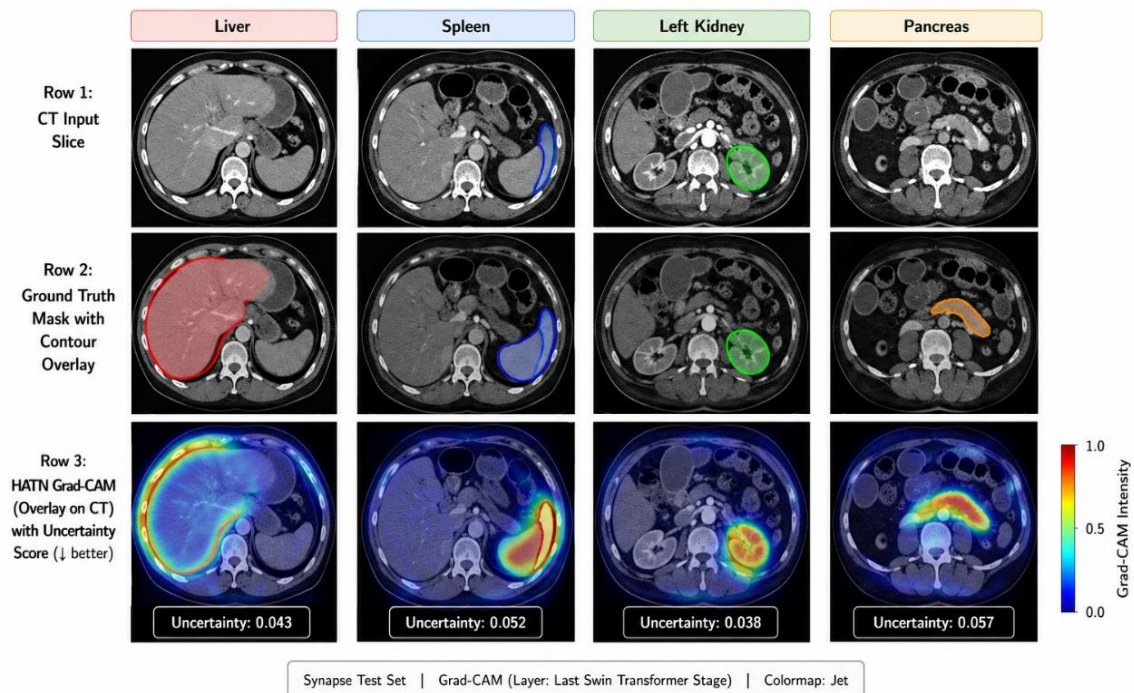 Liver
Spleen
Left Kidney
Pancreas
Row 1:
CT Input
Slice
Row 2:
Ground Truth
Mask with
Contour
Overlay
Row 3:
HATN Grad-CAM
(Overlay on CT)
with Uncertainty
Score (↓ better)
Uncertainty: 0.043
Uncertainty: 0.052
Uncertainty: 0.038
Uncertainty: 0.057
1.0
0.5
0.0
Grad-CAM Intensity
Synapse Test Set | Grad-CAM (Layer: Last Swin Transformer Stage) | Colormap: Jet